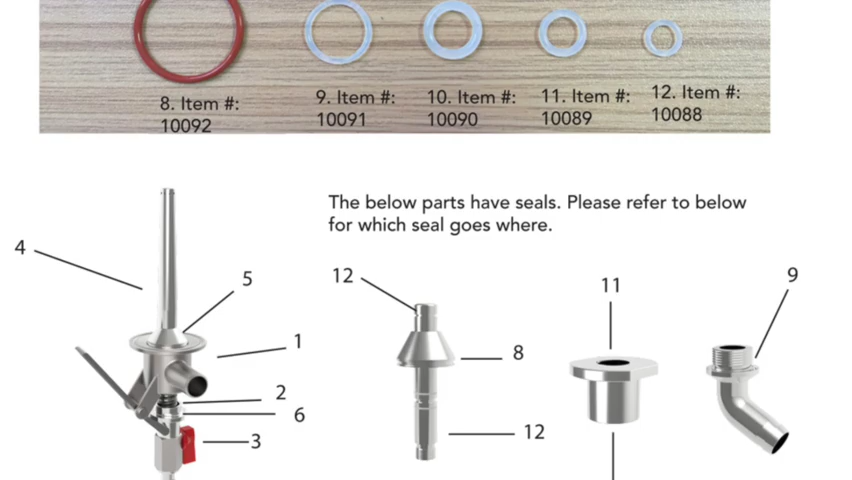 8. Item #:
10092
9. Item #:
10091
10. Item #:
10090
11. Item #:
10089
12. Item #:
10088
The below parts have seals. Please refer to below
for which seal goes where.
4
5
1
2
6
3
12
8
12
11
9